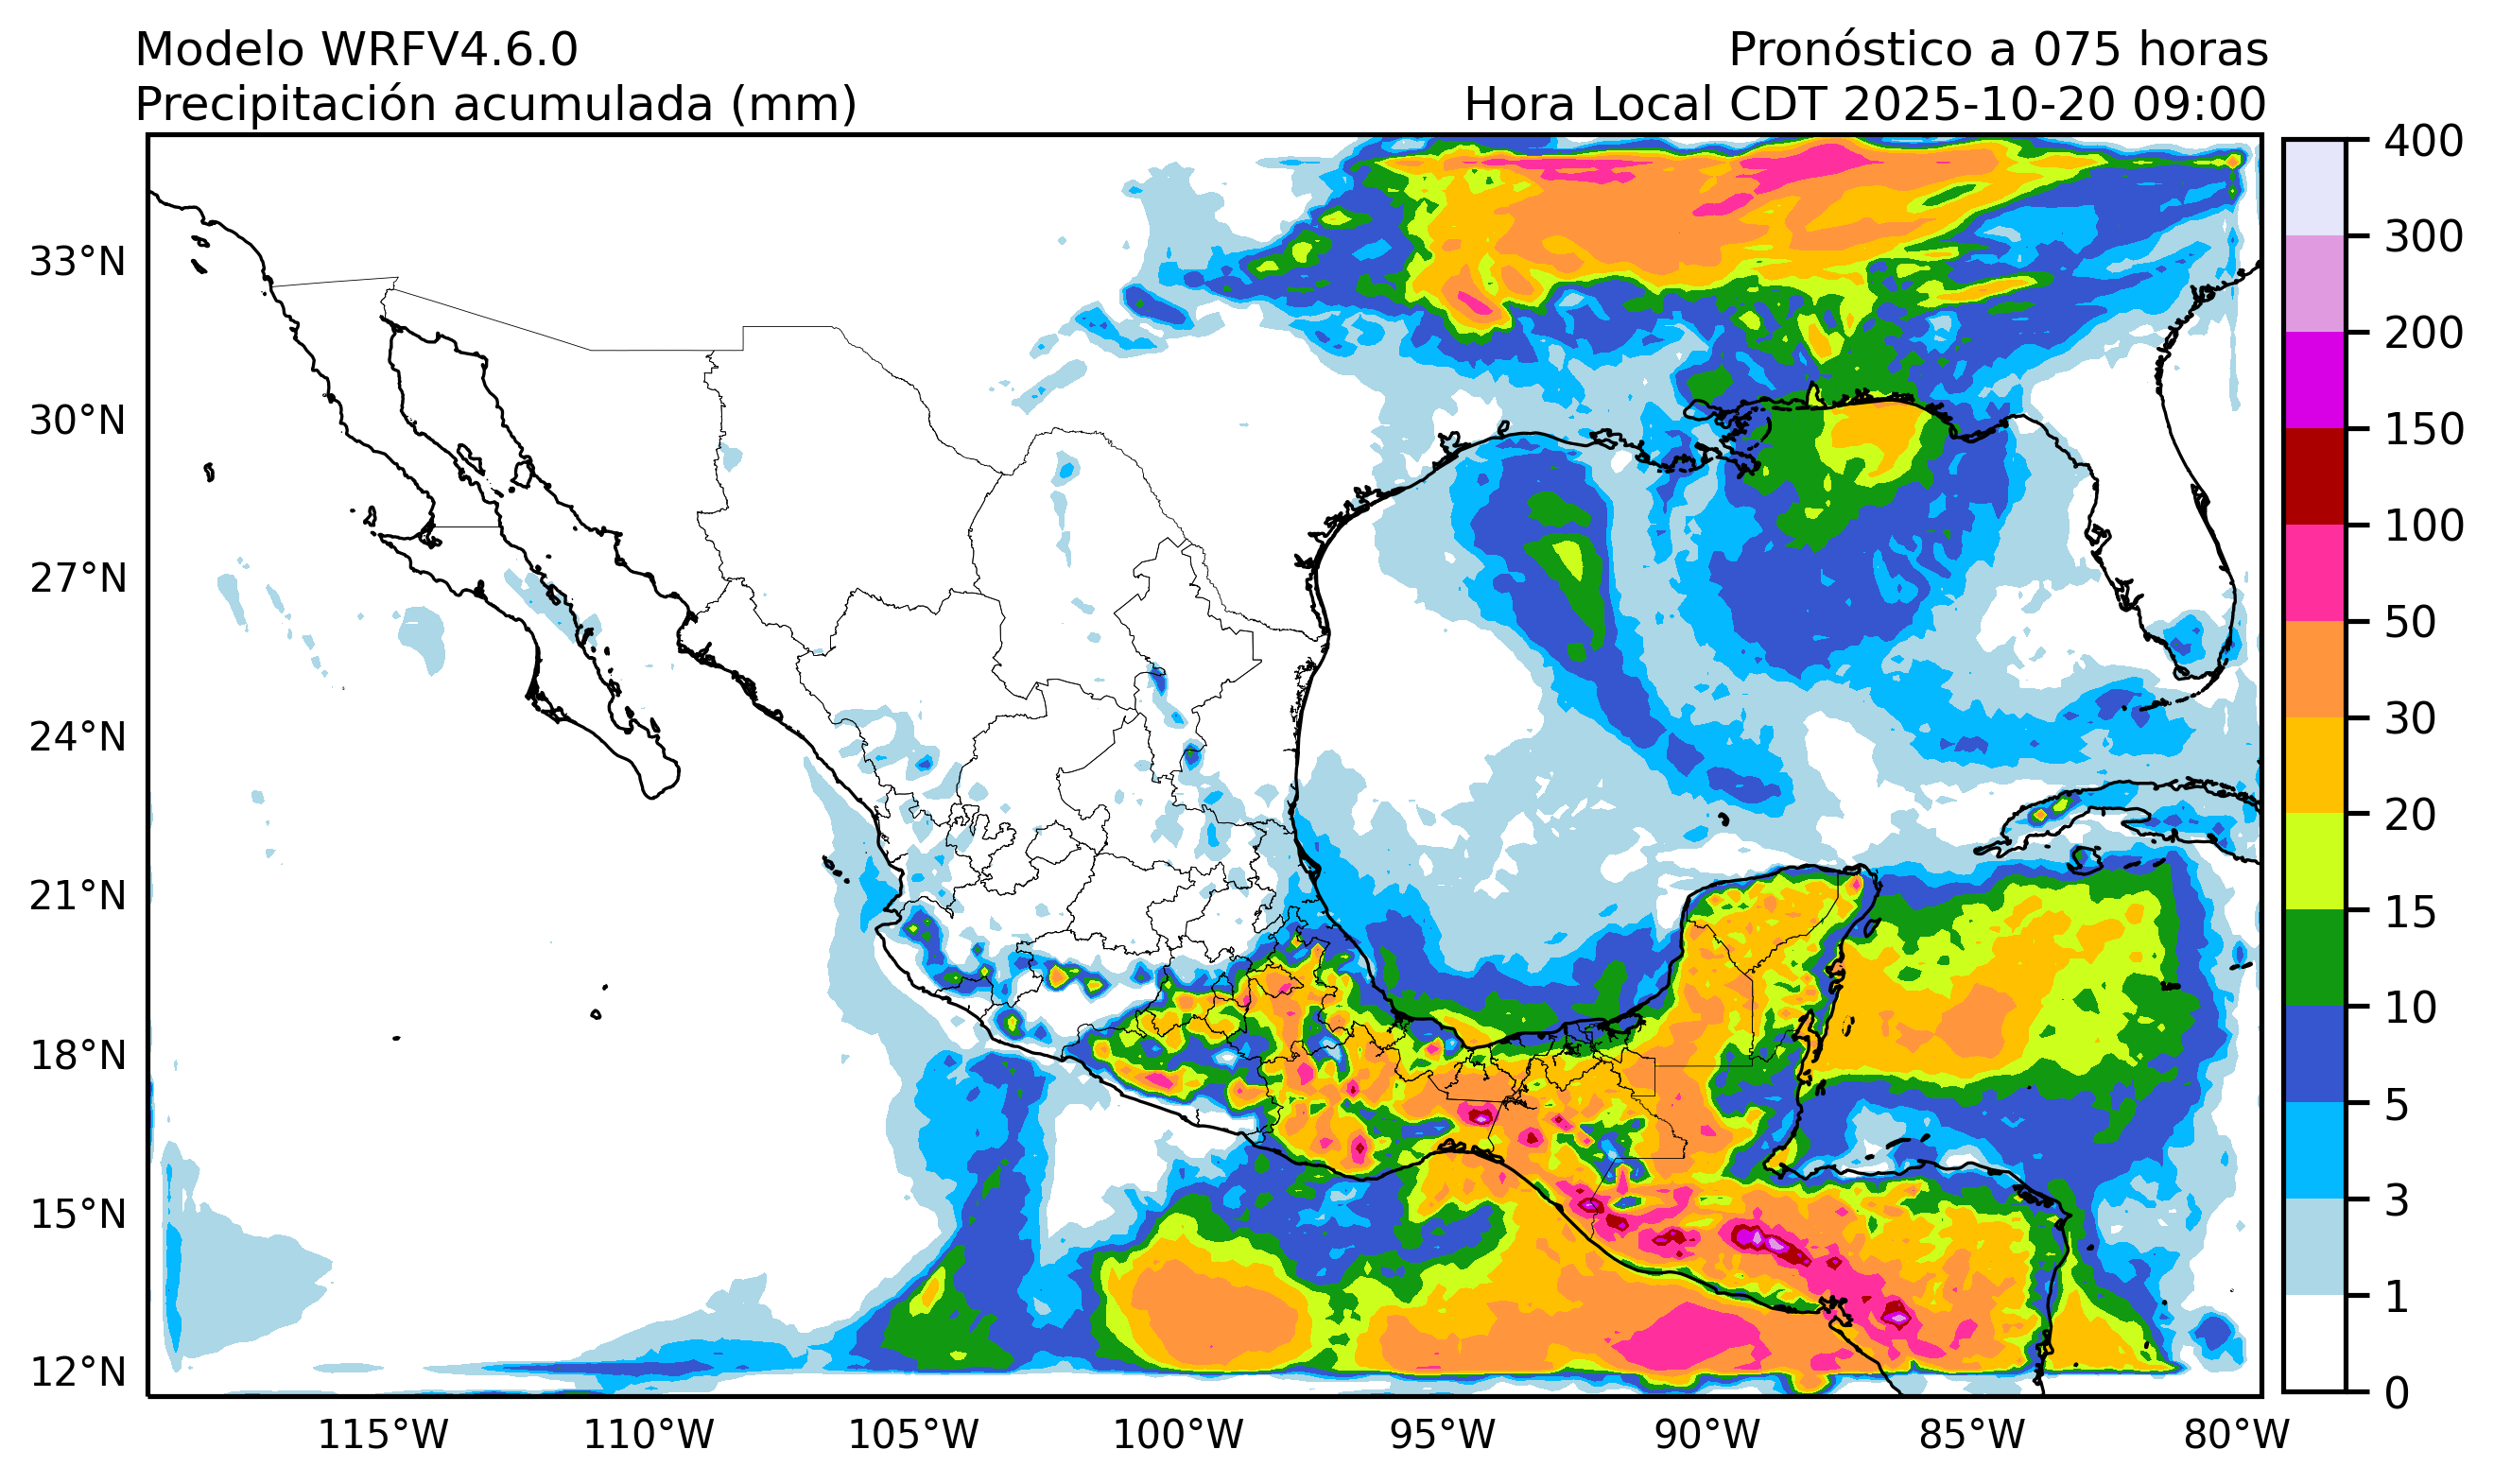 Modelo WRFV4.6.0
Pronóstico a 075 horas
Precipitación acumulada (mm)
Hora Local CDT 2025-10-20 09:00
33°N
30°N
27°N
24°N
21°N
18°N
15°N
12°N
115°W
110°W
105°W
100°W
95°W
90°W
85°W
80°W
400
300
200
150
100
50
30
20
15
10
5
3
1
0